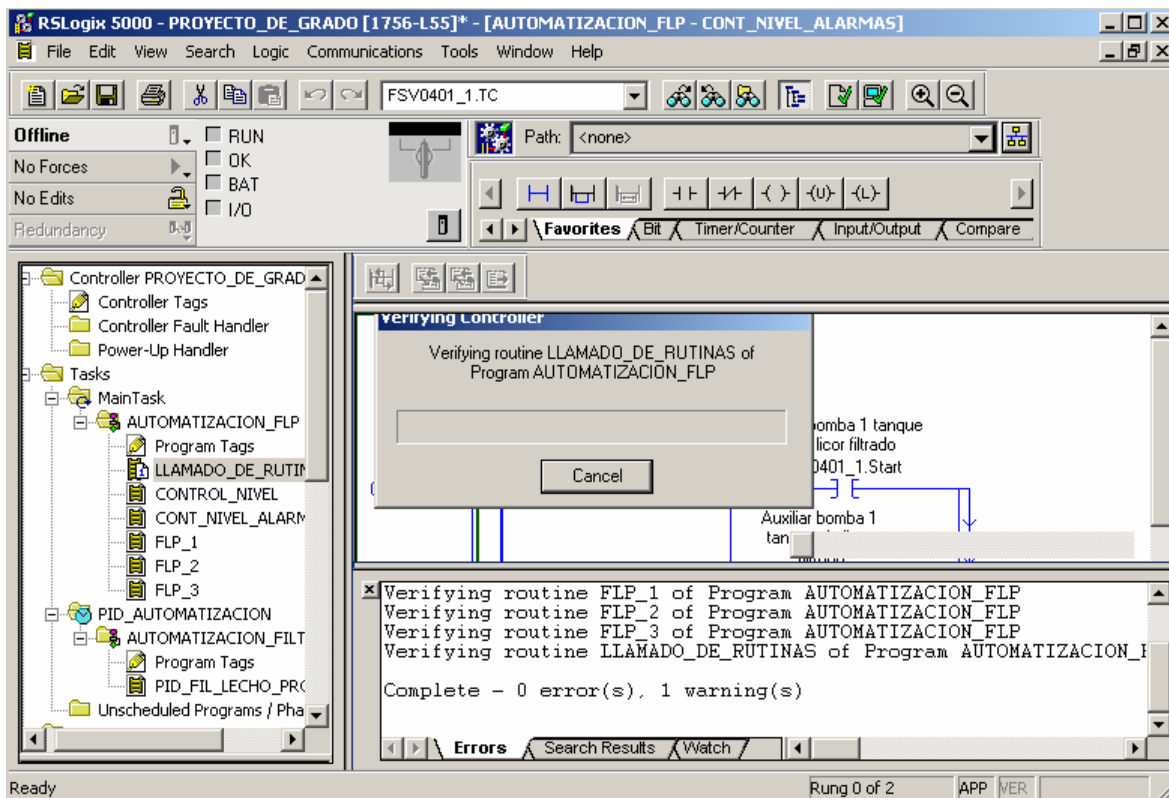 RSLogix 5000 - PROYECTO_DE_GRADO [1756-L55]* - [AUTOMATIZACION_FLP - CONT_NIVEL_ALARMAS]
File Edit View Search Logic Communications Tools Window Help
FSV0401_1.TC
Offline
RUN
No Forces
OK
No Edits
BAT
I/O
Redundancy
Path: <none>
Favorites Bit Timer/Counter Input/Output Compare
Controller PROYECTO_DE_GRAD
Controller Tags
Controller Fault Handler
Power-Up Handler
Tasks
MainTask
AUTOMATIZACION_FLP
Program Tags
LLAMADO_DE_RUTIN
CONTROL_NIVEL
CONT_NIVEL_ALARM
FLP_1
FLP_2
FLP_3
PID_AUTOMATIZACION
AUTOMATIZACION_FILT
Program Tags
PID_FIL_LECHO_PRO
Unscheduled Programs / Pha
Verifying Controller
Verifying routine LLAMADO_DE_RUTINAS of
Program AUTOMATIZACION_FLP
Cancel
omba 1 tanque
licor filtrado
0401_1.Start
Auxiliar bomba 1
tan
Verifying routine FLP_1 of Program AUTOMATIZACION_FLP
Verifying routine FLP_2 of Program AUTOMATIZACION_FLP
Verifying routine FLP_3 of Program AUTOMATIZACION_FLP
Verifying routine LLAMADO_DE_RUTINAS of Program AUTOMATIZACION_F
Complete - 0 error(s), 1 warning(s)
Errors Search Results Watch
Ready
Rung 0 of 2 APP VER